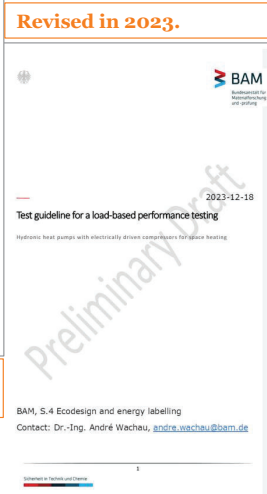 Revised in 2023.
BAM
Bundesanstalt für
Materialforschung
und -prüfung
2023-12-18
Test guideline for a load-based performance testing
Hydronic heat pumps with electrically driven compressors for space heating
Preliminary Draft
BAM, S.4 Ecodesign and energy labelling
Contact: Dr.-Ing. André Wachau, andre.wachau@bam.de
1
Sicherheit in Technik und Chemie